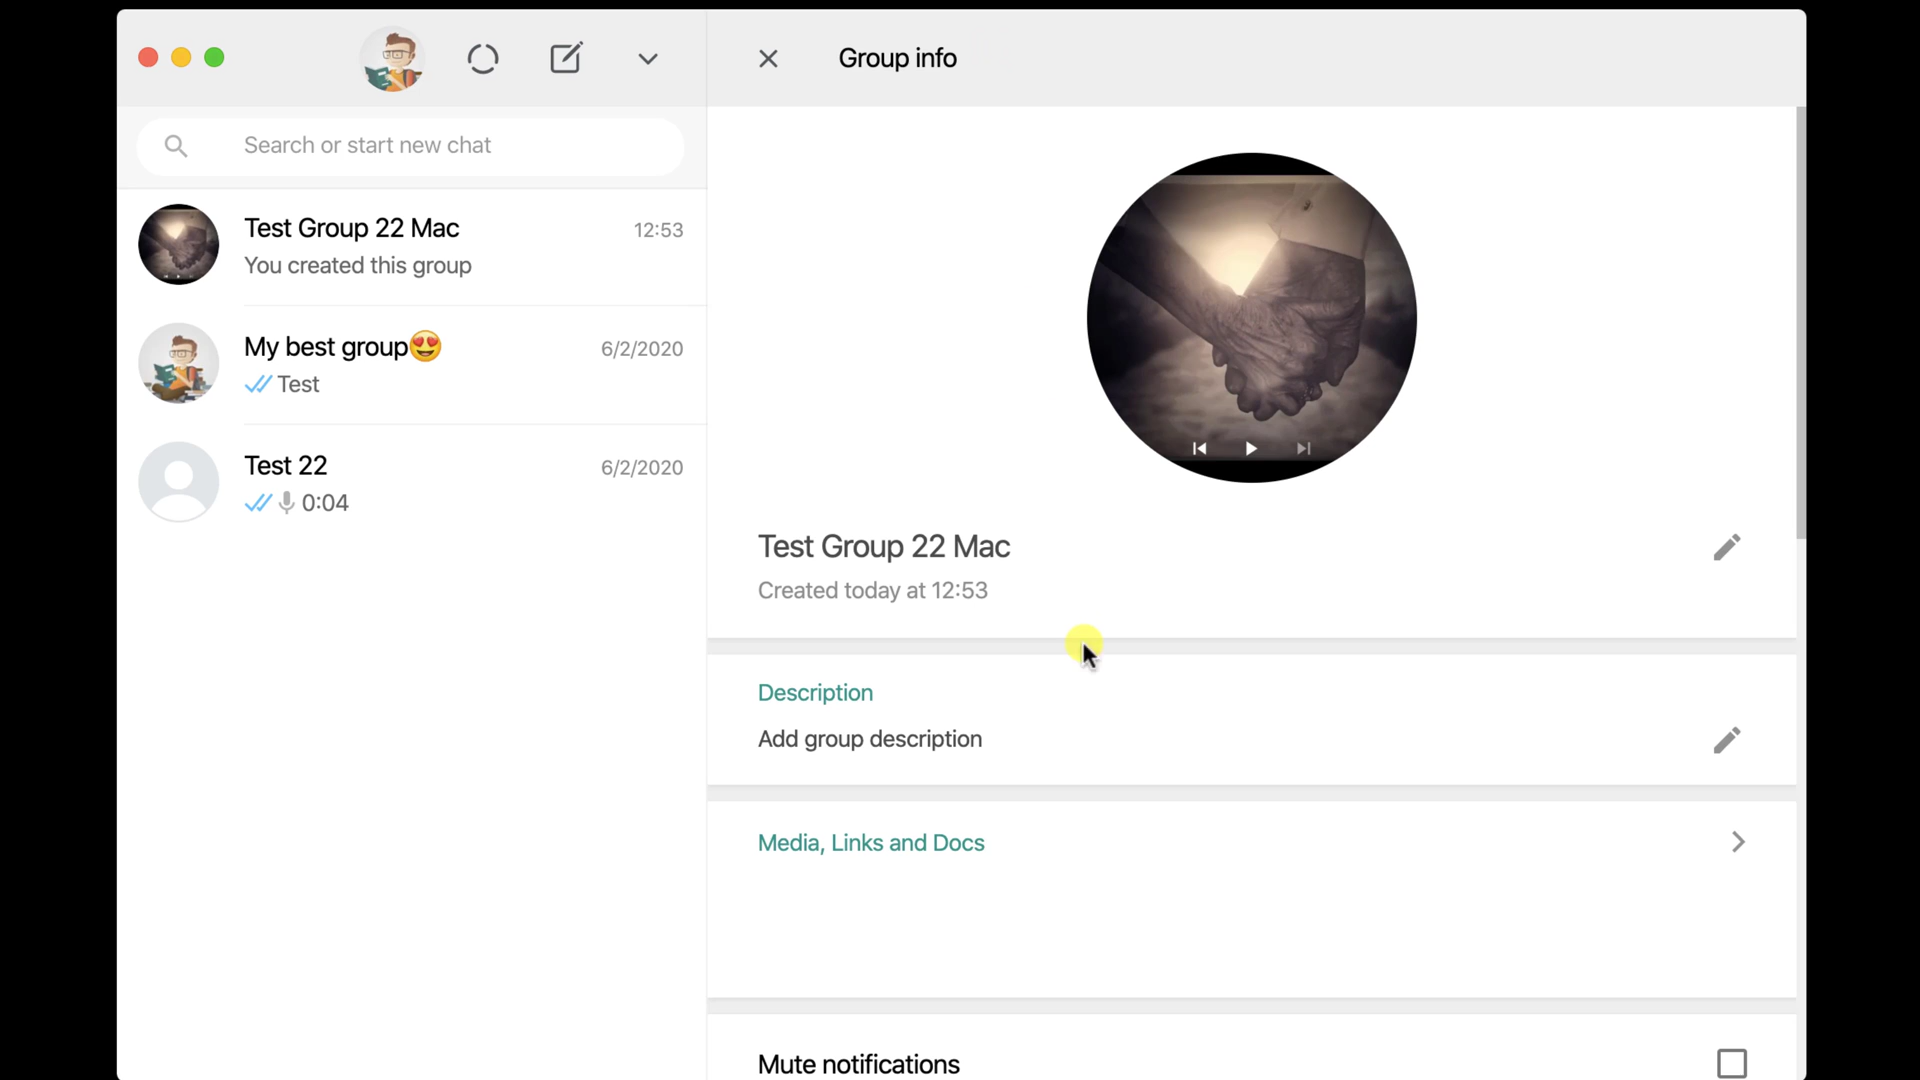 Group info
Search or start new chat
Test Group 22 Mac
12:53
You created this group
My best group😍
6/2/2020
Test
Test 22
6/2/2020
0:04
Test Group 22 Mac
Created today at 12:53
Description
Add group description
Media, Links and Docs
Mute notifications